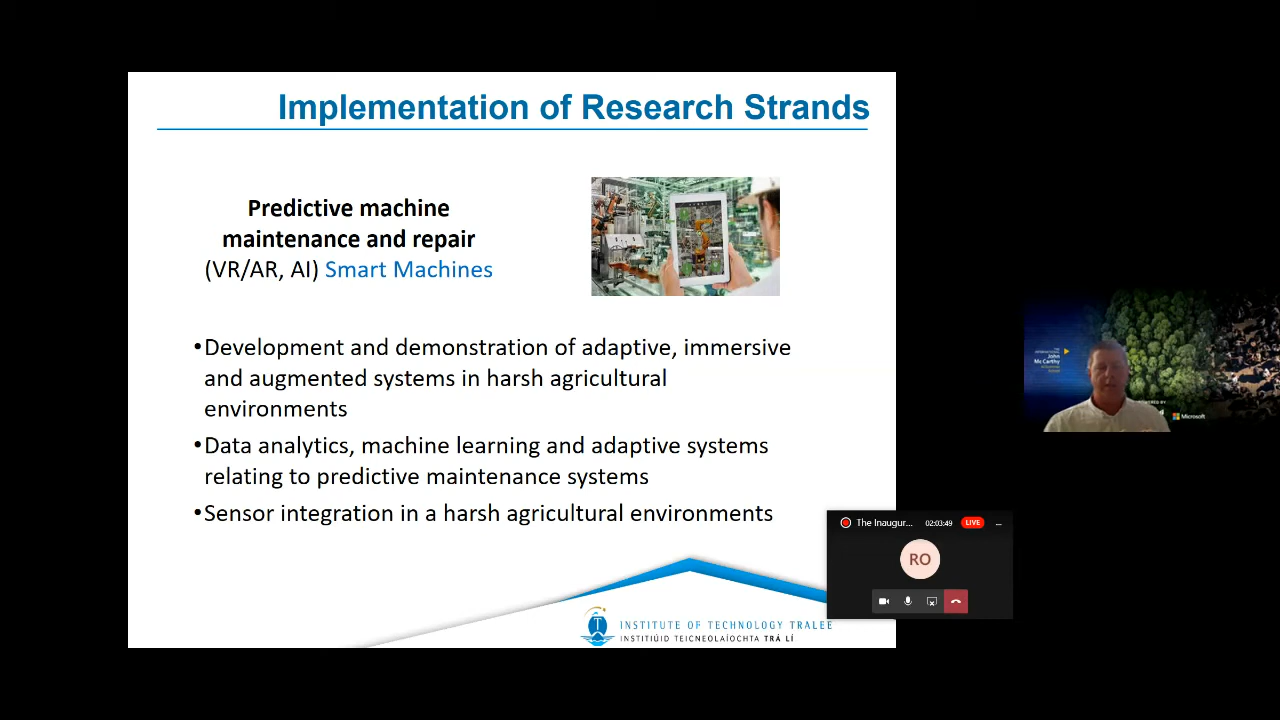 Implementation of Research Strands
Predictive machine
maintenance and repair
(VR/AR, AI) Smart Machines
•Development and demonstration of adaptive, immersive
and augmented systems in harsh agricultural
environments
•Data analytics, machine learning and adaptive systems
relating to predictive maintenance systems
•Sensor integration in a harsh agricultural environments
INSTITUTE OF TECHNOLOGY TRALEE
INSTITIÚID TEICNEOLAÍOCHTA TRÁ LÍ
The Inaugur... 02:03:49 LIVE ...
RO
John
McCarthy
Microsoft